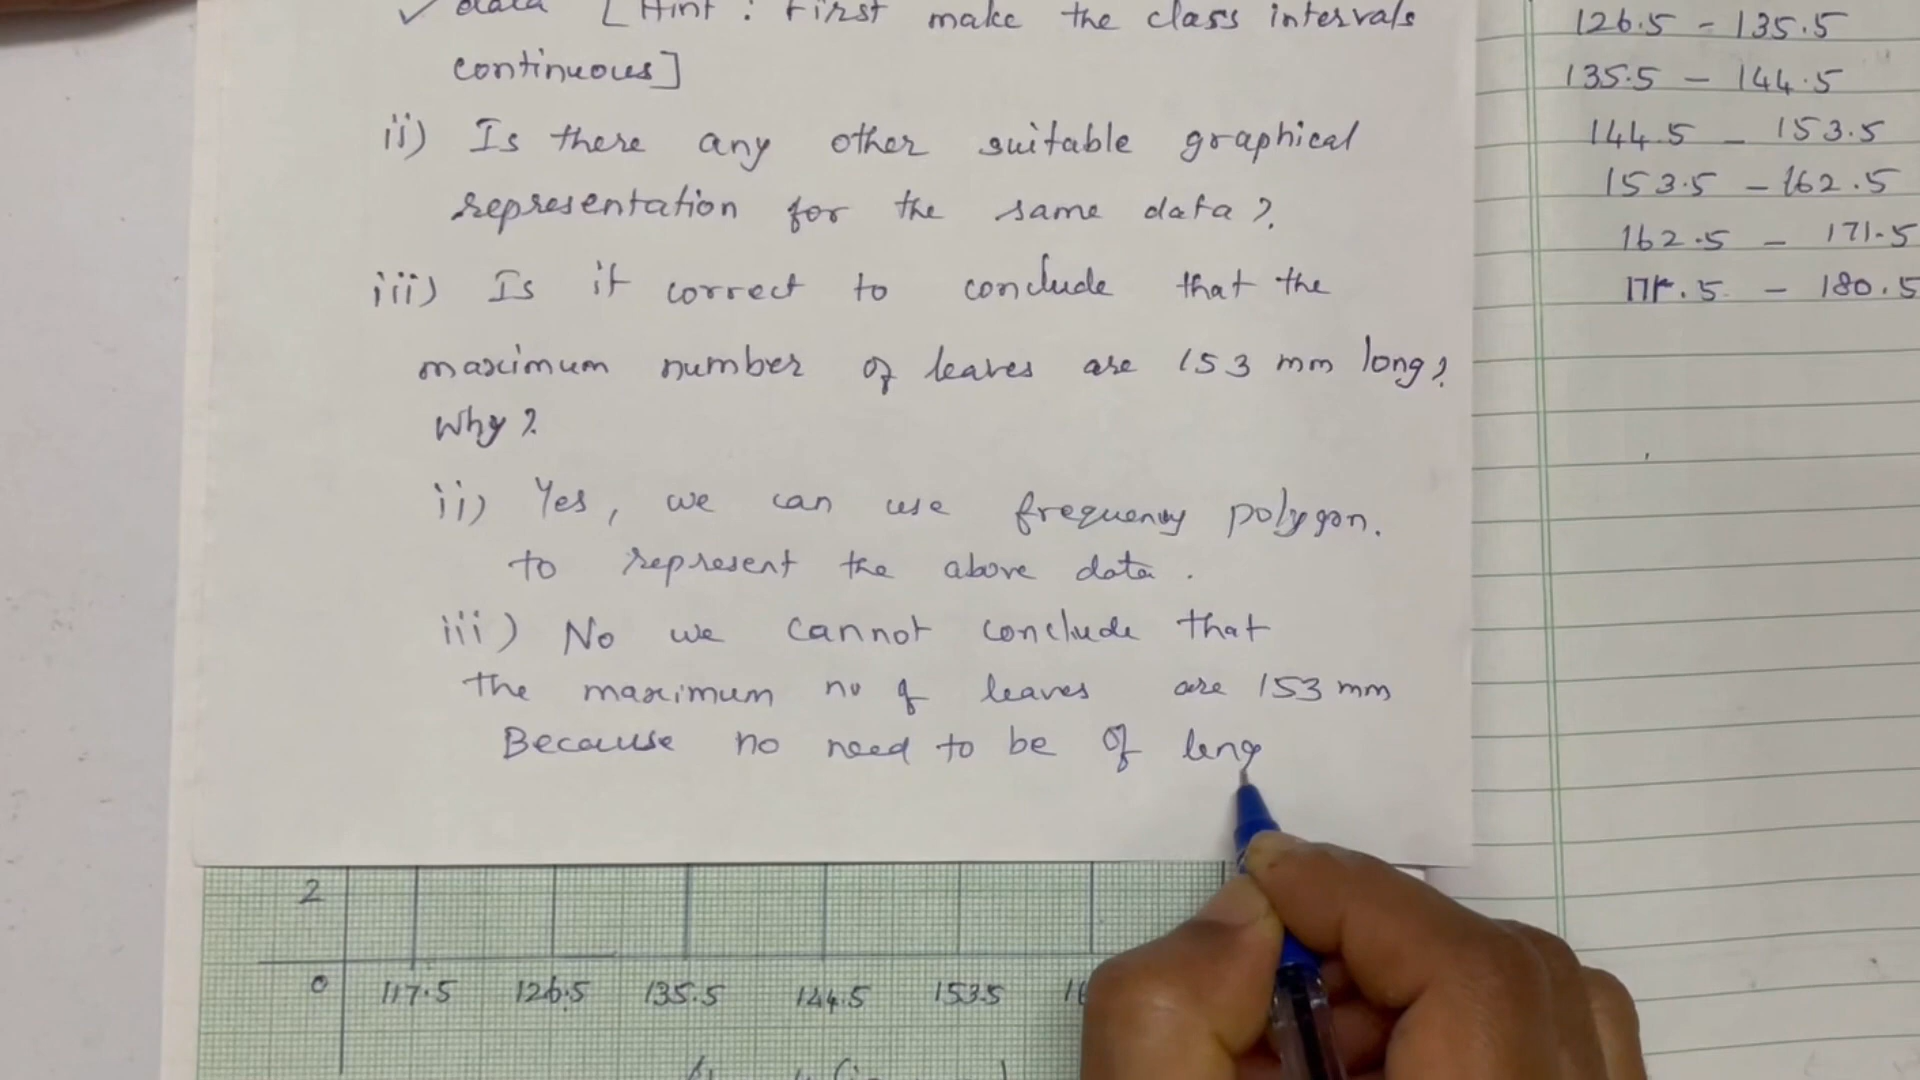 data [Hint : First make the class intervals
continuous]
ii) Is there any other suitable graphical
representation for the same data?
iii) Is it correct to conclude that the
maximum number of leaves are 153 mm long?
Why?
ii) Yes, we can use frequency polygon.
to represent the above data.
iii) No we cannot conclude that
the maximum no of leaves are 153 mm
Because no need to be of leng
126.5 - 135.5
135.5 - 144.5
144.5 - 153.5
153.5 - 162.5
162.5 - 171.5
171.5 - 180.5
2
0 117.5 126.5 135.5 144.5 153.5